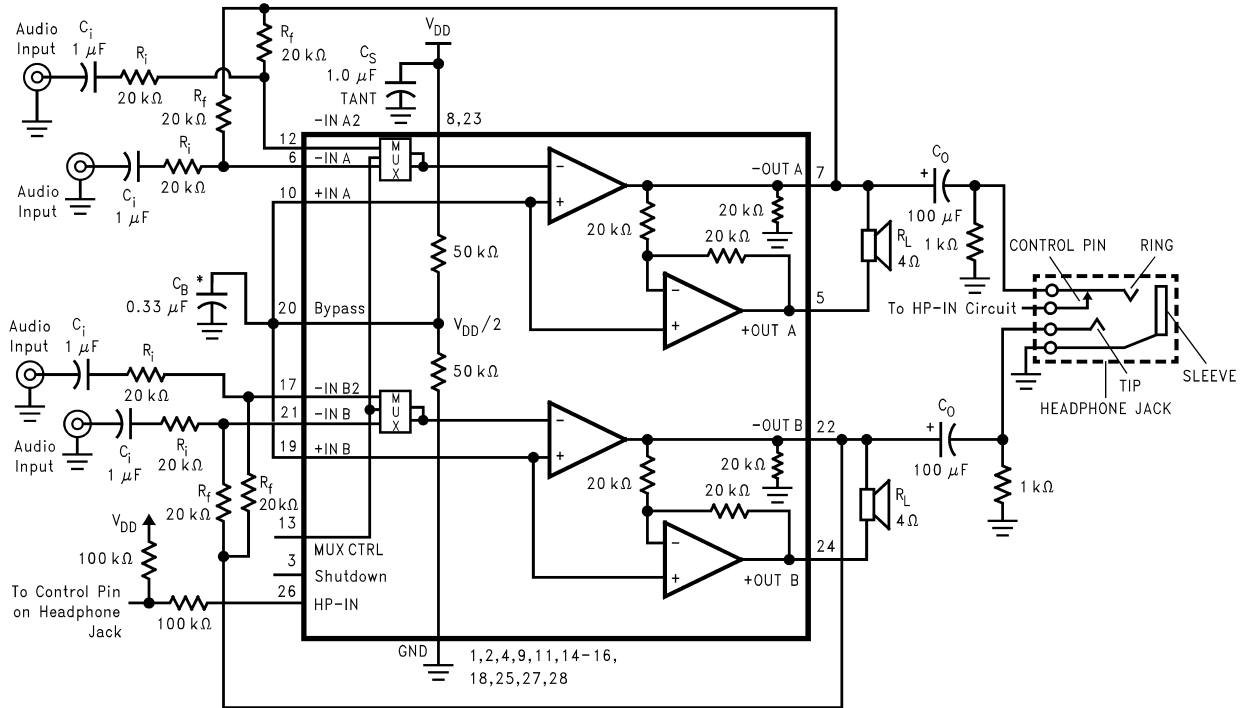 Audio
Input
Ci
1 μF
Ri
20 kΩ
Rf
20 kΩ
VDD
CS
1.0 μF
TANT
8,23
Rf
20 kΩ
Audio
Input
Ci
1 μF
Ri
20 kΩ
-IN A2
12
6
-IN A
10
+IN A
MUX
-
+
20 kΩ
20 kΩ
20 kΩ
-OUT A
7
-
+
+OUT A
5
RL
4Ω
CO
+
100 μF
1 kΩ
CONTROL PIN
RING
To HP-IN Circuit
TIP
SLEEVE
HEADPHONE JACK
50 kΩ
CB
*
0.33 μF
20
Bypass
VDD/2
50 kΩ
Audio
Input
Ci
1 μF
Ri
20 kΩ
Audio
Input
Ci
1 μF
Ri
20 kΩ
17
-IN B2
21
-IN B
19
+IN B
MUX
-
+
20 kΩ
20 kΩ
20 kΩ
-OUT B
22
-
+
+OUT B
24
RL
4Ω
CO
+
100 μF
1 kΩ
Rf
20 kΩ
Rf
20kΩ
VDD
100 kΩ
To Control Pin
on Headphone
Jack
100 kΩ
13
MUX CTRL
3
Shutdown
26
HP-IN
GND
1,2,4,9,11,14-16,
18,25,27,28